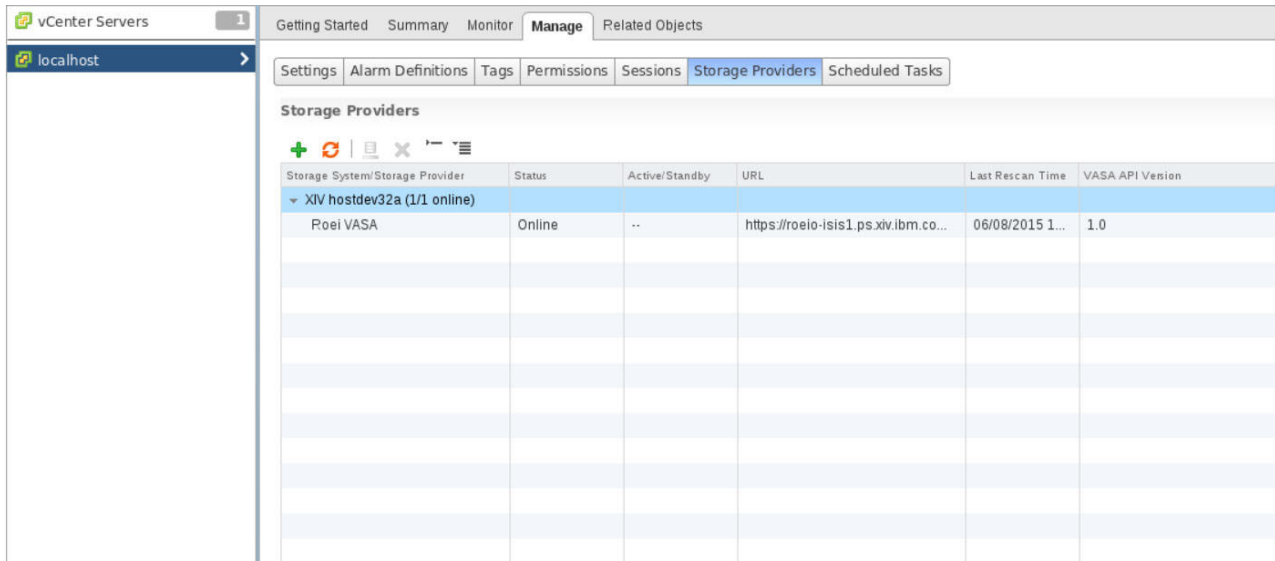 vCenter Servers 1
localhost
Getting Started Summary Monitor Manage Related Objects
Settings Alarm Definitions Tags Permissions Sessions Storage Providers Scheduled Tasks
Storage Providers
Storage System/Storage Provider Status Active/Standby URL Last Rescan Time VASA API Version
XIV hostdev32a (1/1 online)
Roei VASA Online -- https://roeio-isis1.ps.xiv.ibm.co... 06/08/2015 1... 1.0